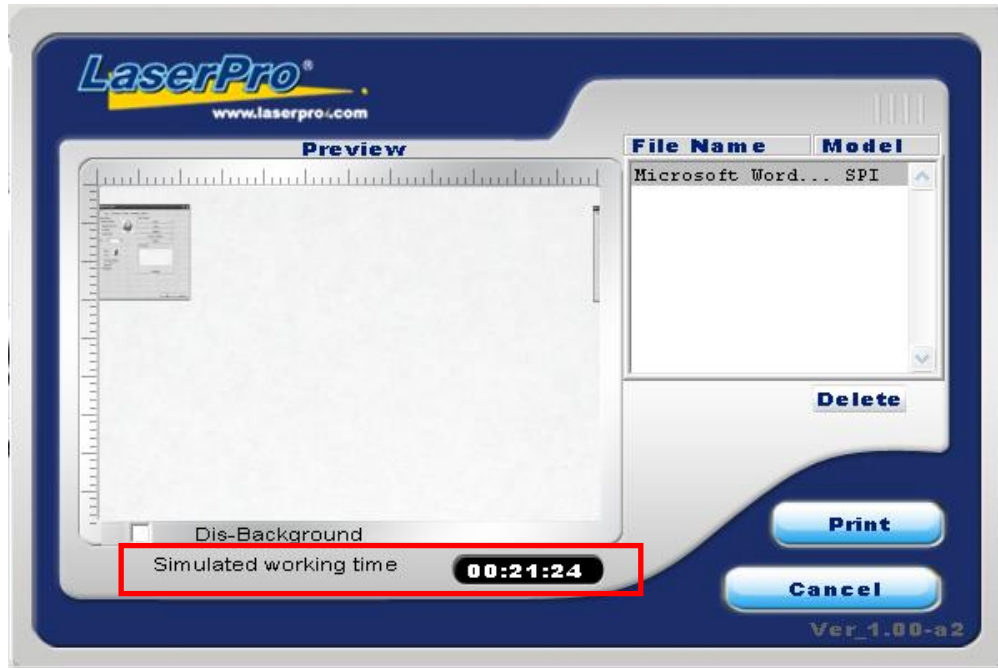 LaserPro®
www.laserproi.com
Preview
File Name Model
Microsoft Word... SPI
Delete
Dis-Background
Simulated working time 00:21:24
Print
Cancel
Ver_1.00-a2